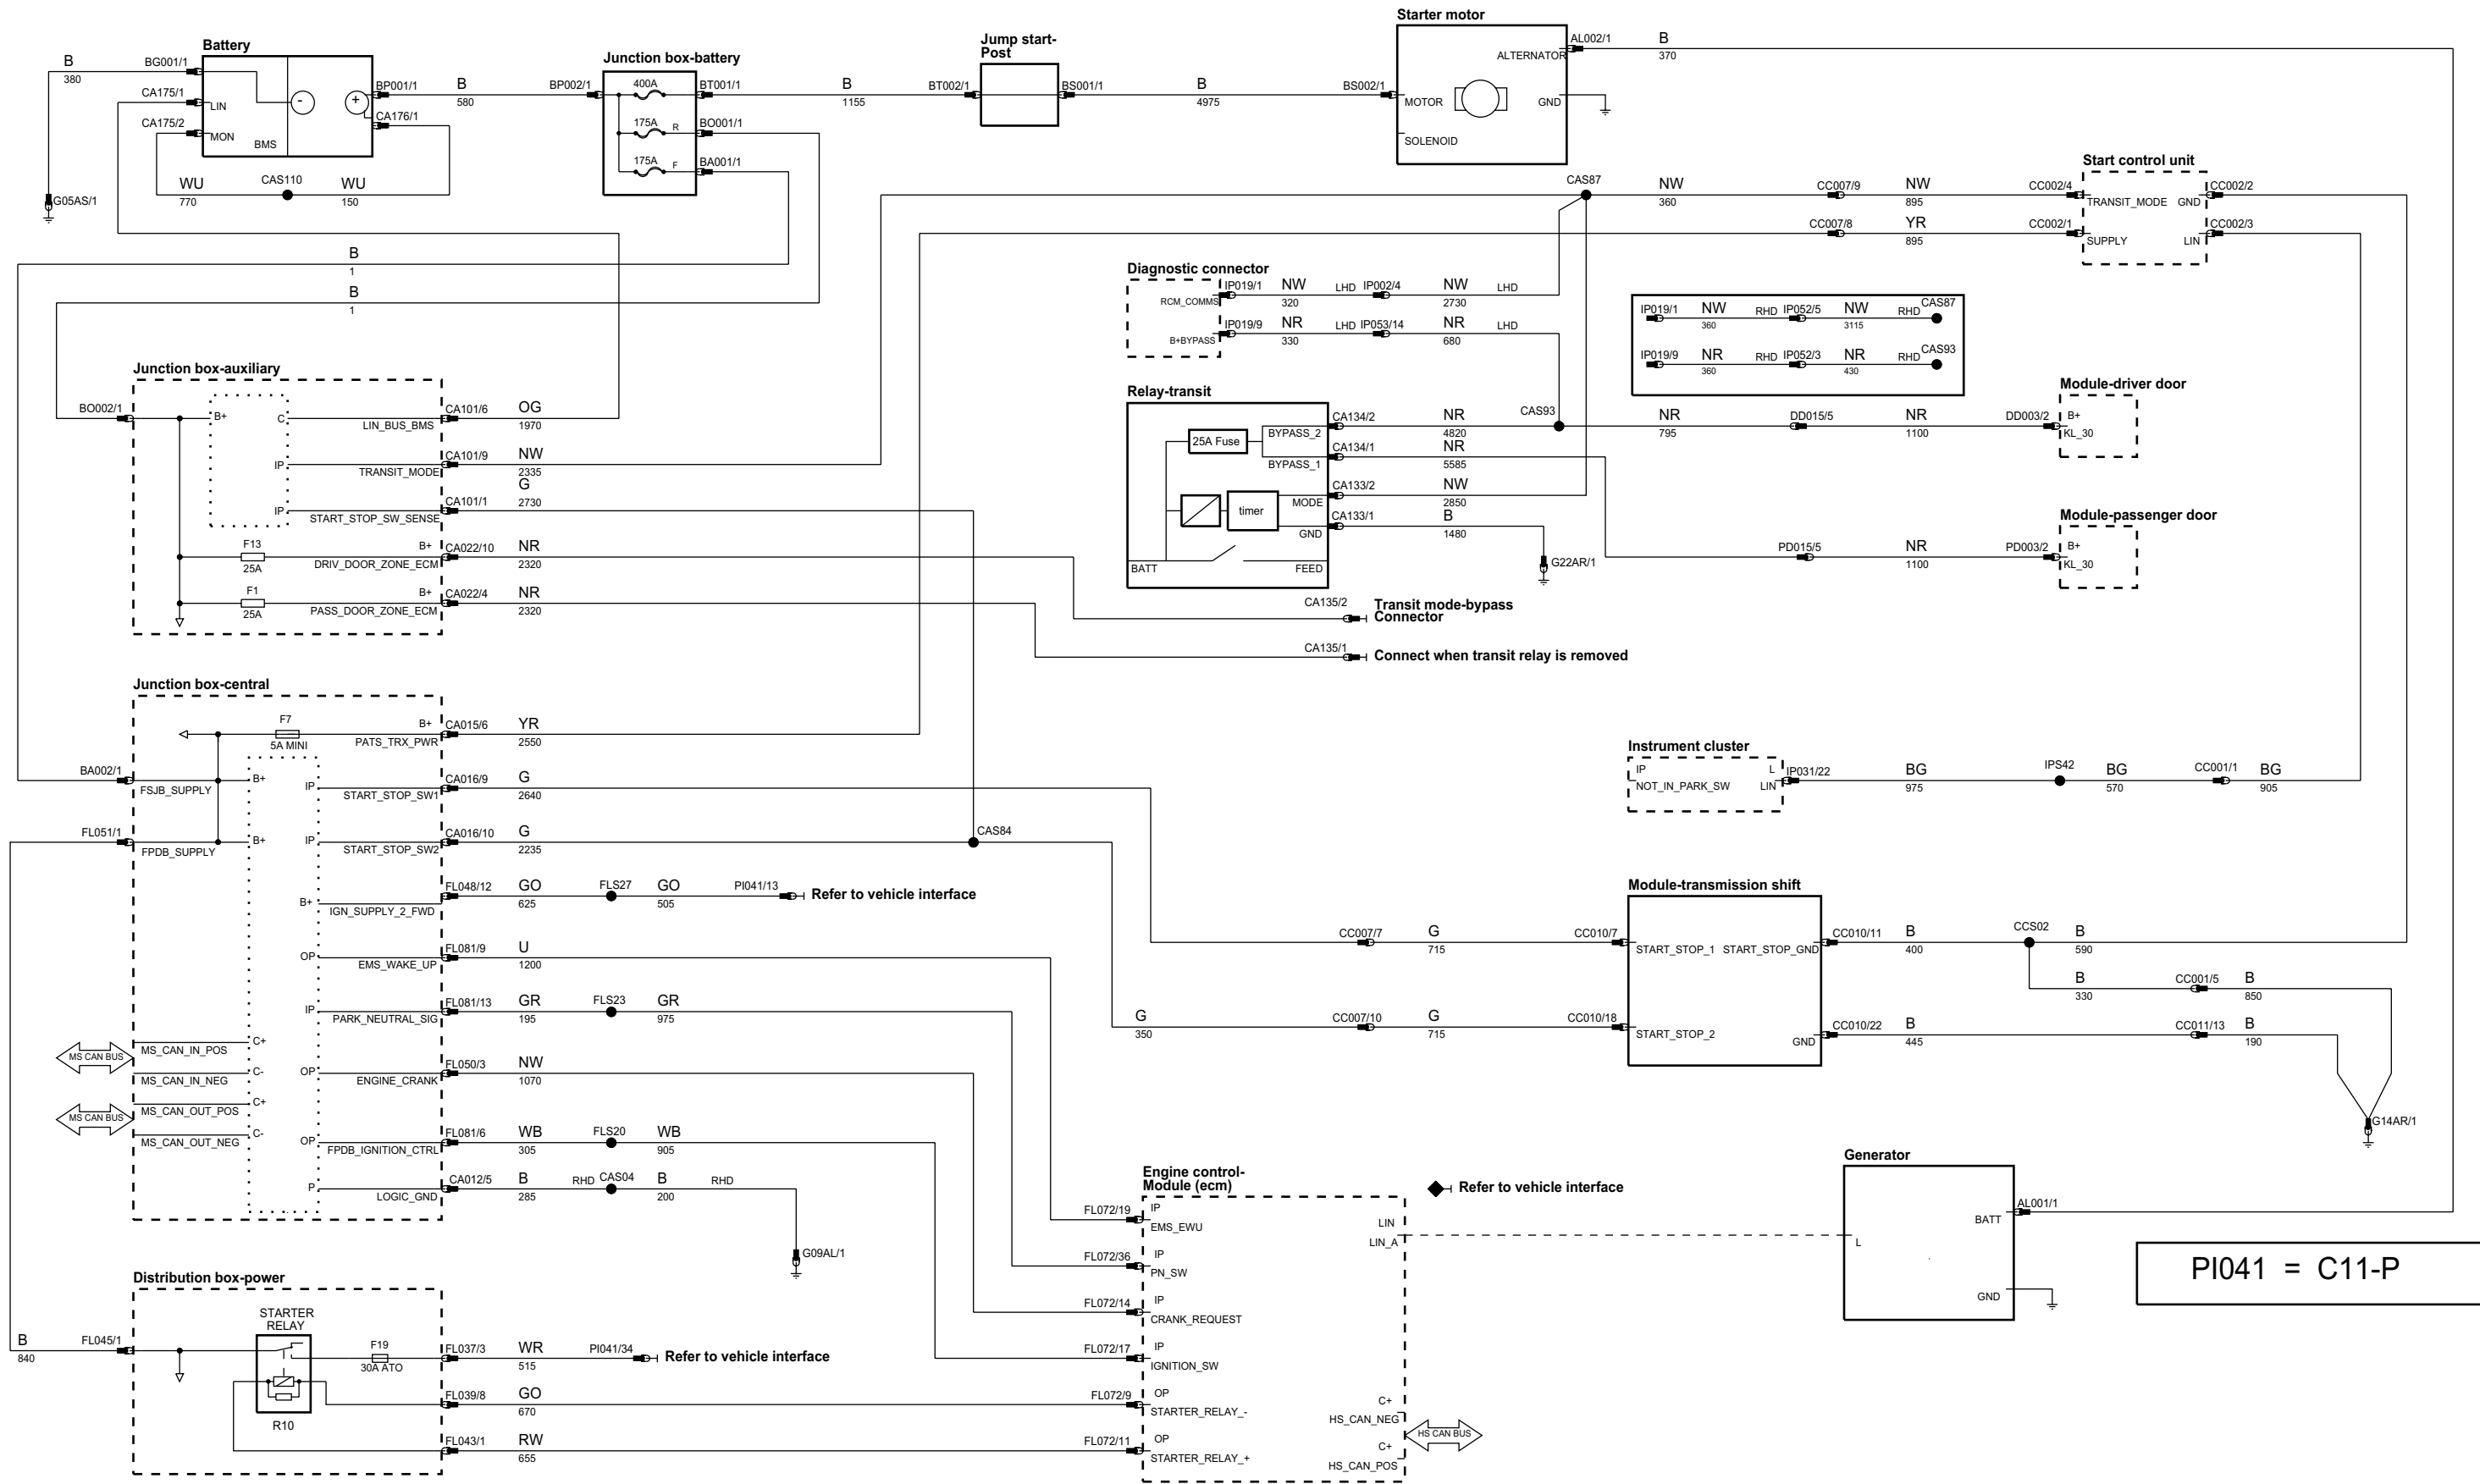 Battery
B
380
BG001/1
CA175/1
CA175/2
LIN
MON
BMS
-
+
BP001/1
CA176/1
B
580
BP002/1
WU
770
CAS110
WU
150
G05AS/1
Junction box-battery
400A
175A
R
175A
F
BT001/1
BO001/1
BA001/1
B
1155
BT002/1
Jump start-
Post
BS001/1
B
4975
BS002/1
Starter motor
ALTERNATOR
MOTOR
GND
SOLENOID
AL002/1
B
370
B
1
B
1
CAS87
NW
360
CC007/9
NW
895
CC002/4
CC007/8
YR
895
CC002/1
Start control unit
TRANSIT_MODE
GND
SUPPLY
LIN
CC002/2
CC002/3
Diagnostic connector
RCM_COMMS
B+BYPASS
IP019/1
NW
320
LHD
IP002/4
NW
2730
LHD
IP019/9
NR
330
LHD
IP053/14
NR
680
LHD
IP019/1
NW
360
RHD
IP052/5
NW
3115
RHD
CAS87
IP019/9
NR
360
RHD
IP052/3
NR
430
RHD
CAS93
Junction box-auxiliary
BO002/1
B+
C
LIN_BUS_BMS
CA101/6
OG
1970
IP
TRANSIT_MODE
CA101/9
NW
2335
IP
START_STOP_SW_SENSE
CA101/1
G
2730
F13
25A
B+
DRIV_DOOR_ZONE_ECM
CA022/10
NR
2320
F1
25A
B+
PASS_DOOR_ZONE_ECM
CA022/4
NR
2320
Relay-transit
25A Fuse
BYPASS_2
BYPASS_1
timer
MODE
GND
BATT
FEED
CA134/2
NR
4820
CAS93
CA134/1
NR
5585
CA133/2
NW
2850
CA133/1
B
1480
G22AR/1
NR
795
DD015/5
NR
1100
DD003/2
Module-driver door
B+
KL_30
PD015/5
NR
1100
PD003/2
Module-passenger door
B+
KL_30
CA135/2
Transit mode-bypass
Connector
CA135/1
Connect when transit relay is removed
Junction box-central
F7
5A MINI
B+
PATS_TRX_PWR
CA015/6
YR
2550
BA002/1
FSJB_SUPPLY
B+
IP
START_STOP_SW1
CA016/9
G
2640
FL051/1
FPDB_SUPPLY
B+
IP
START_STOP_SW2
CA016/10
G
2235
CAS84
B+
IGN_SUPPLY_2_FWD
FL048/12
GO
625
FLS27
GO
505
PI041/13
Refer to vehicle interface
OP
EMS_WAKE_UP
FL081/9
U
1200
IP
PARK_NEUTRAL_SIG
FL081/13
GR
195
FLS23
GR
975
MS CAN BUS
MS_CAN_IN_POS
C+
MS_CAN_IN_NEG
C-
OP
ENGINE_CRANK
FL050/3
NW
1070
MS CAN BUS
MS_CAN_OUT_POS
C+
MS_CAN_OUT_NEG
C-
OP
FPDB_IGNITION_CTRL
FL081/6
WB
305
FLS20
WB
905
P
LOGIC_GND
CA012/5
B
285
RHD
CAS04
B
200
RHD
G09AL/1
Instrument cluster
IP
NOT_IN_PARK_SW
L
LIN
IP031/22
BG
975
IPS42
BG
570
CC001/1
BG
905
Module-transmission shift
CC007/7
G
715
CC010/7
START_STOP_1
START_STOP_GND
CC010/11
B
400
CCS02
B
590
B
330
CC001/5
B
850
G
350
CC007/10
G
715
CC010/18
START_STOP_2
GND
CC010/22
B
445
CC011/13
B
190
G14AR/1
Distribution box-power
B
840
FL045/1
STARTER
RELAY
R10
F19
30A ATO
FL037/3
WR
515
PI041/34
Refer to vehicle interface
FL039/8
GO
670
FL043/1
RW
655
Engine control-
Module (ecm)
FL072/19
IP
EMS_EWU
FL072/36
IP
PN_SW
FL072/14
IP
CRANK_REQUEST
FL072/17
IP
IGNITION_SW
FL072/9
OP
STARTER_RELAY_-
FL072/11
OP
STARTER_RELAY_+
LIN
LIN_A
C+
HS_CAN_NEG
C+
HS_CAN_POS
HS CAN BUS
Refer to vehicle interface
Generator
L
BATT
GND
AL001/1
PI041 = C11-P